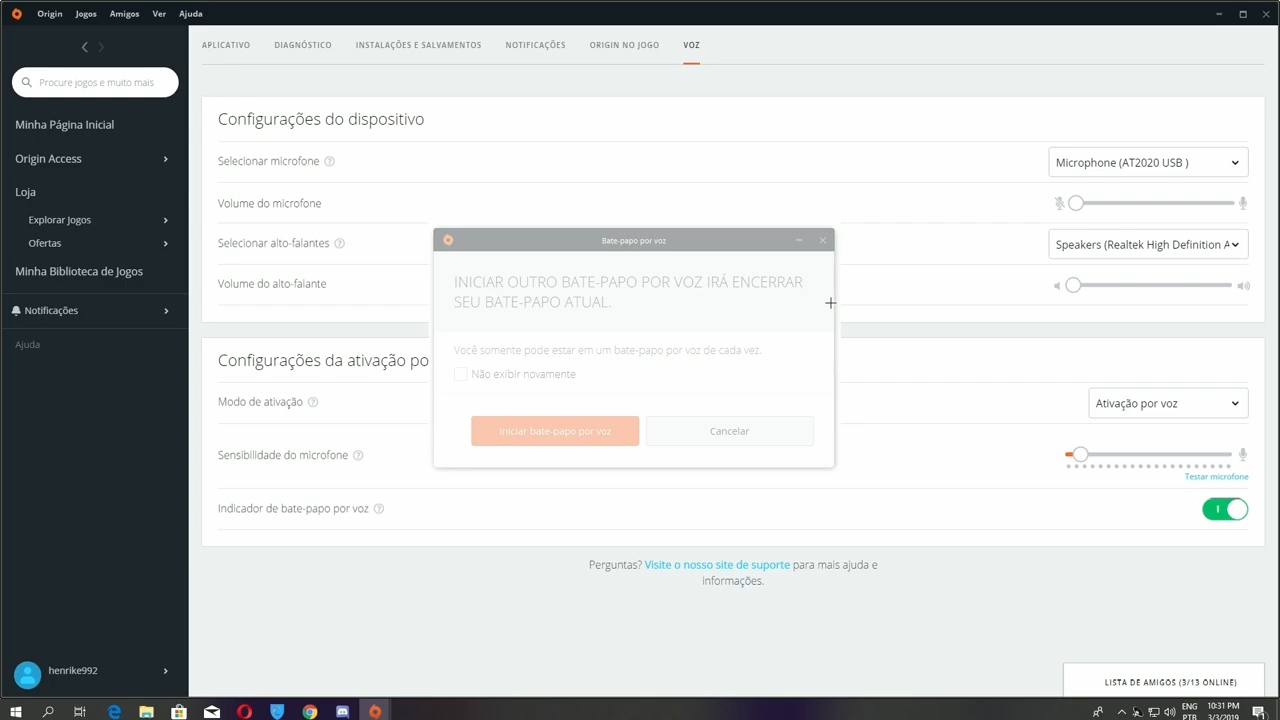 Origin Jogos Amigos Ver Ajuda
Procure jogos e muito mais
Minha Página Inicial
Origin Access
Loja
Explorar Jogos
Ofertas
Minha Biblioteca de Jogos
Notificações
Ajuda
henrike992
APLICATIVO DIAGNÓSTICO INSTALAÇÕES E SALVAMENTOS NOTIFICAÇÕES ORIGIN NO JOGO VOZ
Configurações do dispositivo
Selecionar microfone
Microphone (AT2020 USB )
Volume do microfone
Selecionar alto-falantes
Speakers (Realtek High Definition A
Volume do alto-falante
Configurações da ativação po
Modo de ativação
Ativação por voz
Sensibilidade do microfone
Testar microfone
Indicador de bate-papo por voz
Perguntas? Visite o nosso site de suporte para mais ajuda e
informações.
Bate-papo por voz
INICIAR OUTRO BATE-PAPO POR VOZ IRÁ ENCERRAR
SEU BATE-PAPO ATUAL.
Você somente pode estar em um bate-papo por voz de cada vez.
Não exibir novamente
Iniciar bate-papo por voz
Cancelar
LISTA DE AMIGOS (3/13 ONLINE)
ENG
PTB
10:31 PM
3/3/2019